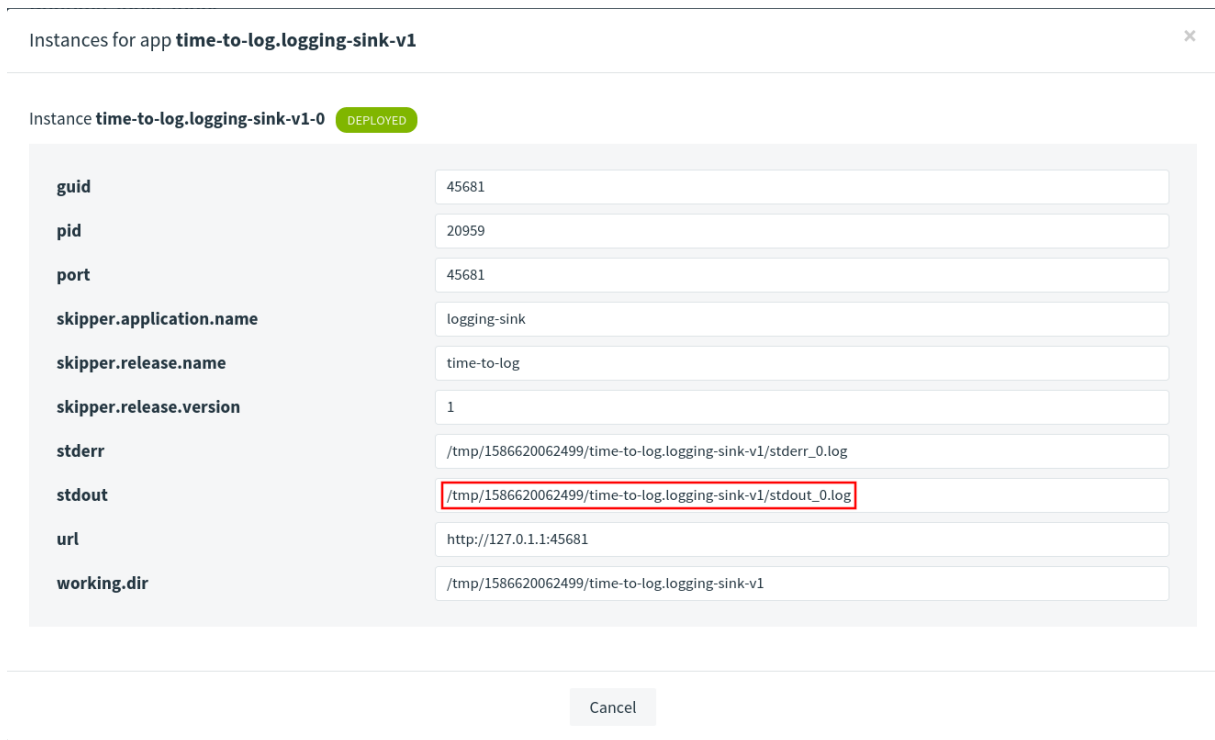 Instances for app time-to-log.logging-sink-v1 ×
Instance time-to-log.logging-sink-v1-0 DEPLOYED
guid 45681
pid 20959
port 45681
skipper.application.name logging-sink
skipper.release.name time-to-log
skipper.release.version 1
stderr /tmp/1586620062499/time-to-log.logging-sink-v1/stderr_0.log
stdout /tmp/1586620062499/time-to-log.logging-sink-v1/stdout_0.log
url http://127.0.1.1:45681
working.dir /tmp/1586620062499/time-to-log.logging-sink-v1
Cancel